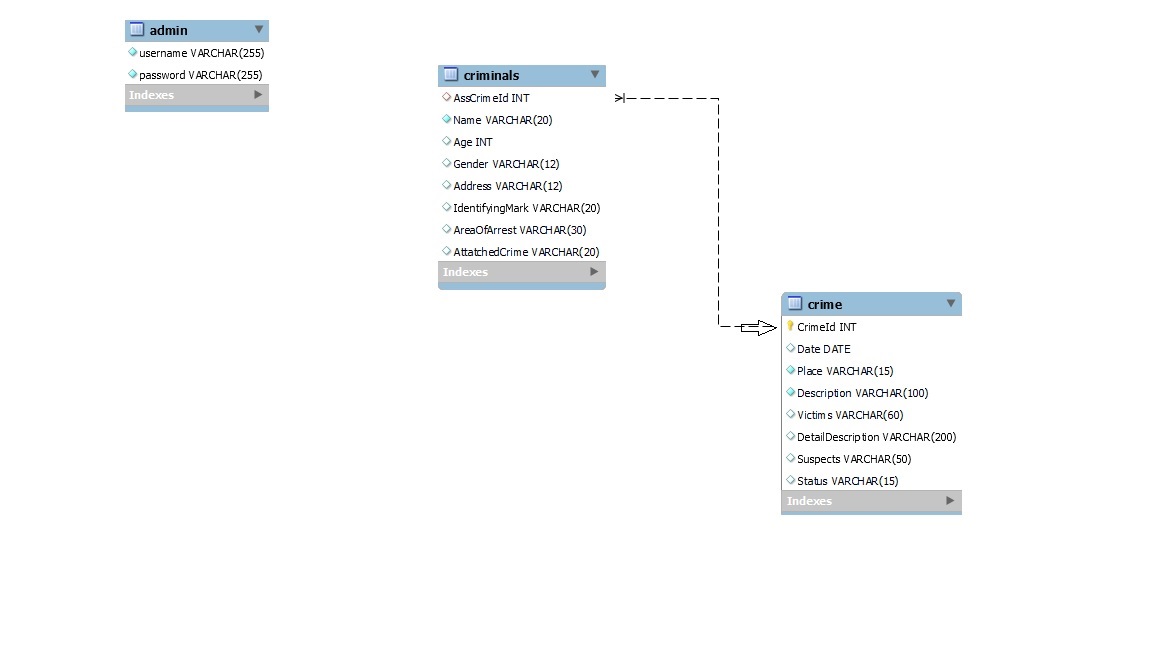 admin
username VARCHAR(255)
password VARCHAR(255)
Indexes
criminals
AssCrimeId INT
Name VARCHAR(20)
Age INT
Gender VARCHAR(12)
Address VARCHAR(12)
IdentifyingMark VARCHAR(20)
AreaOfArrest VARCHAR(30)
AttatchedCrime VARCHAR(20)
Indexes
crime
CrimeId INT
Date DATE
Place VARCHAR(15)
Description VARCHAR(100)
Victims VARCHAR(60)
DetailDescription VARCHAR(200)
Suspects VARCHAR(50)
Status VARCHAR(15)
Indexes